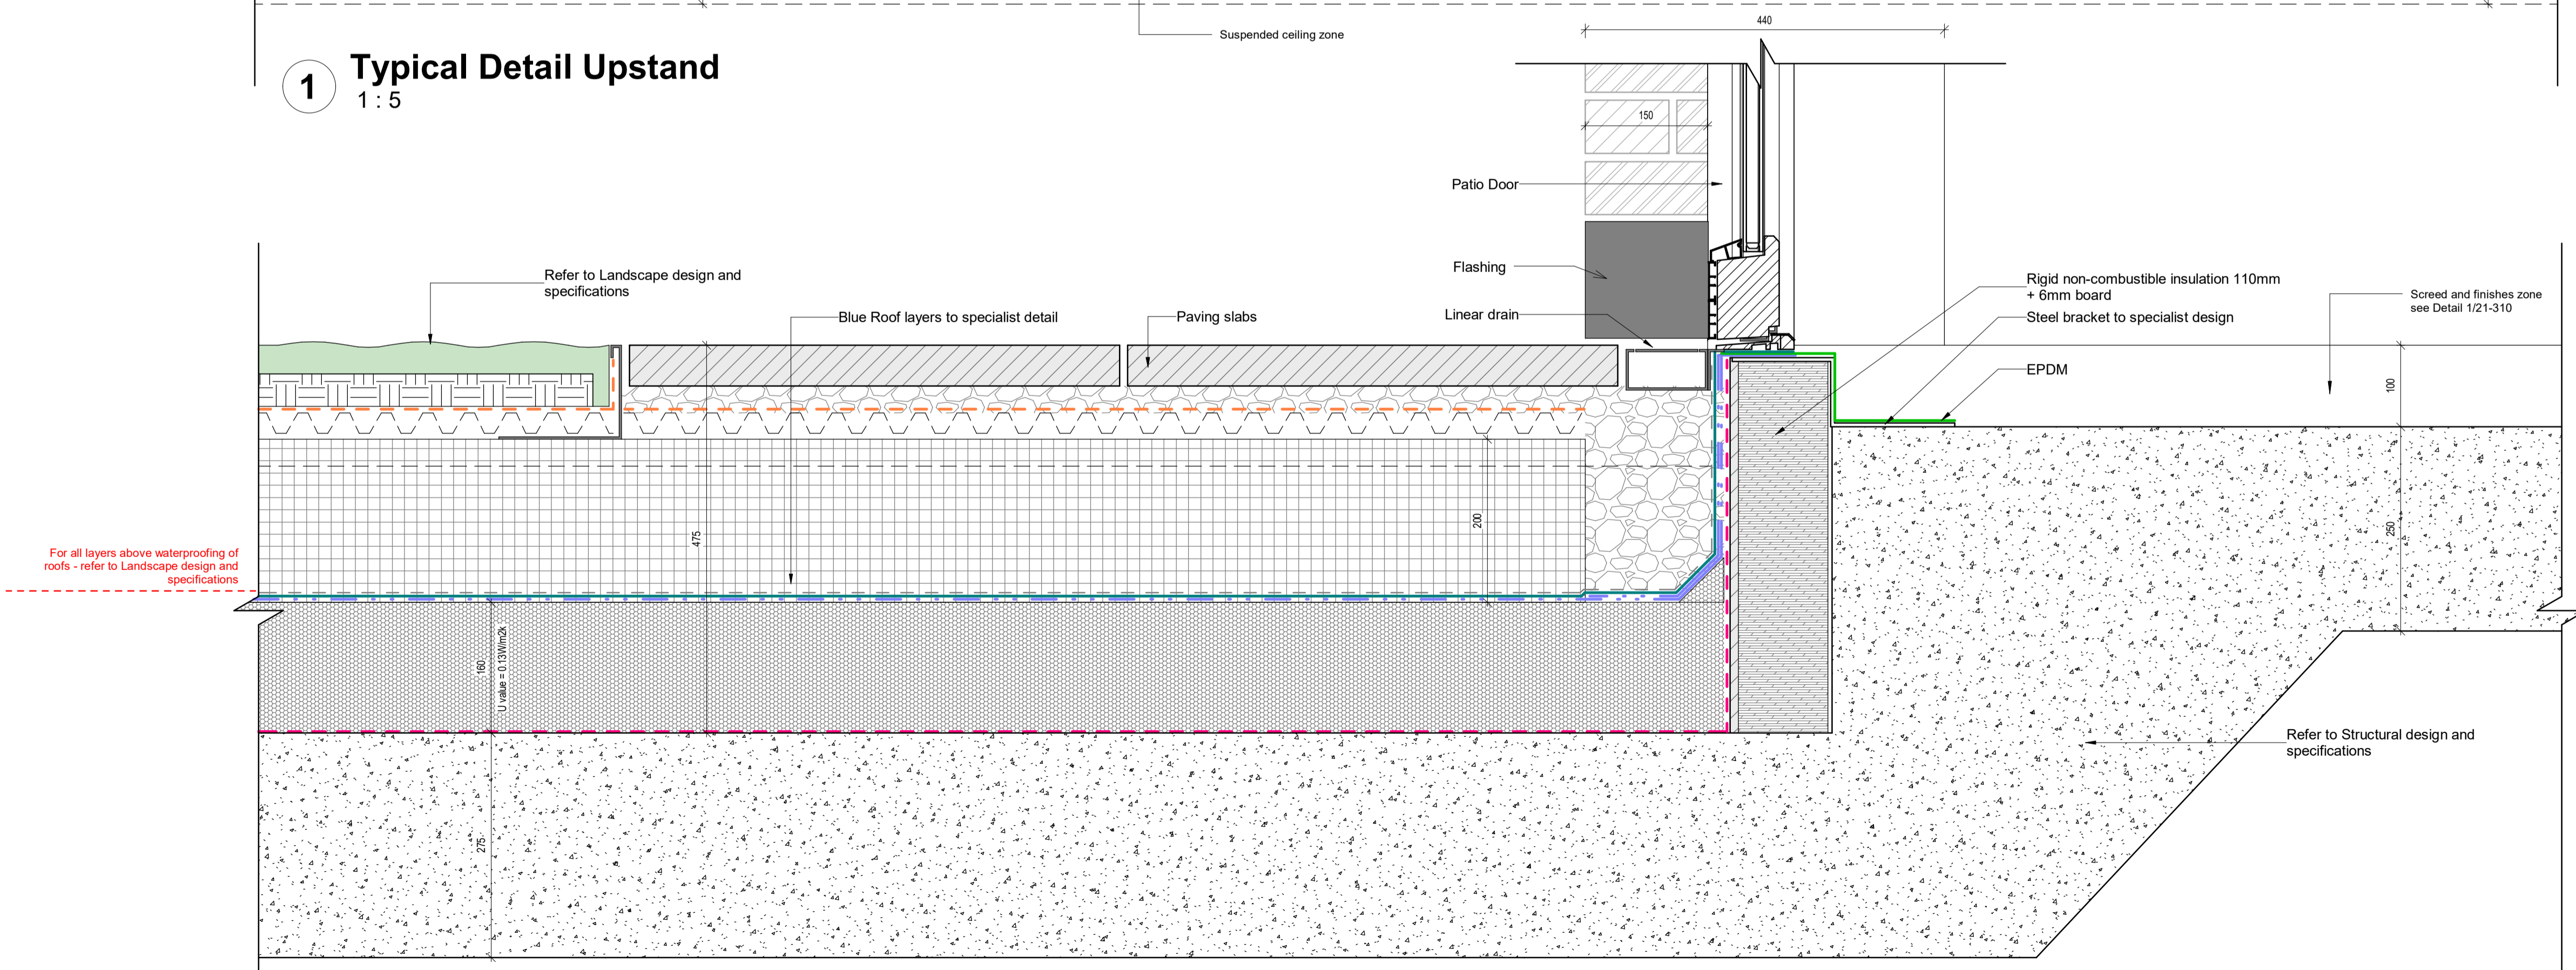 Suspended ceiling zone
440
1
Typical Detail Upstand
1 : 5
150
Patio Door
Flashing
Linear drain
Refer to Landscape design and
specifications
Blue Roof layers to specialist detail
Paving slabs
Rigid non-combustible insulation 110mm
+ 6mm board
Steel bracket to specialist design
EPDM
Screed and finishes zone
see Detail 1/21-310
100
250
200
475
For all layers above waterproofing of
roofs - refer to Landscape design and
specifications
160
U value = 0.13W/m2k
275
Refer to Structural design and
specifications